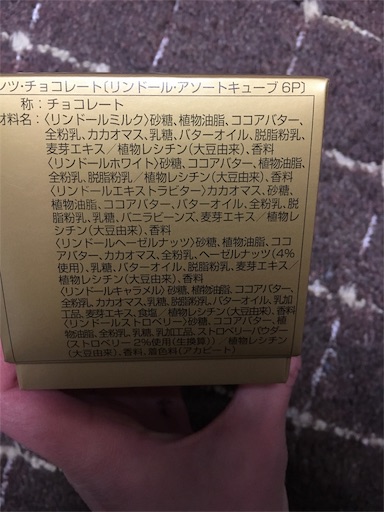 ンツ・チョコレート〔リンドール・アソートキューブ 6P〕
称：チョコレート
材料名：〈リンドールミルク〉砂糖、植物油脂、ココアバター、
全粉乳、カカオマス、乳糖、バターオイル、脱脂粉乳、
麦芽エキス／植物レシチン（大豆由来）、香料
〈リンドールホワイト〉砂糖、ココアバター、植物油脂、
全粉乳、乳糖、脱脂粉乳／植物レシチン（大豆由来）、香料
〈リンドールエキストラビター〉カカオマス、砂糖、
植物油脂、ココアバター、バターオイル、全粉乳、脱
脂粉乳、乳糖、バニラビーンズ、麦芽エキス／植物レ
シチン（大豆由来）、香料
〈リンドールヘーゼルナッツ〉砂糖、植物油脂、ココ
アバター、カカオマス、全粉乳、ヘーゼルナッツ（4％
使用）、乳糖、バターオイル、脱脂粉乳、麦芽エキス／
植物レシチン（大豆由来）、香料
〈リンドールキャラメル〉砂糖、植物油脂、ココアバター、
全粉乳、カカオマス、乳糖、脱脂粉乳、バターオイル、乳加
工品、麦芽エキス、食塩／植物レシチン（大豆由来）、香料
〈リンドールストロベリー〉砂糖、ココアバター、植
物油脂、全粉乳、乳糖、乳加工品、ストロベリーパウダー
（ストロベリー 2％使用（生換算））／植物レシチン
（大豆由来）、香料、着色料（アカビート）